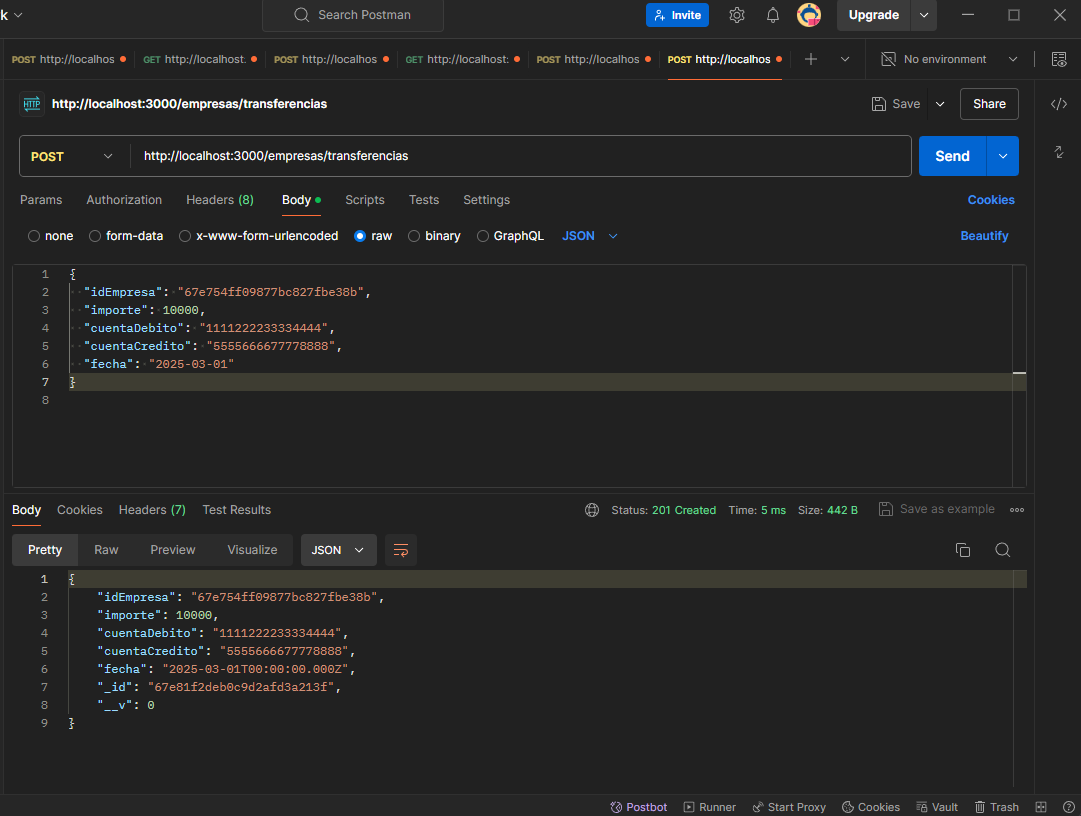 k
Search Postman
Invite
Upgrade
POST http://localhos
GET http://localhost:
POST http://localhos
GET http://localhost:
POST http://localhos
POST http://localhos
No environment
HTTP http://localhost:3000/empresas/transferencias
Save
Share
POST
http://localhost:3000/empresas/transferencias
Send
Params Authorization Headers (8) Body Scripts Tests Settings Cookies
none form-data x-www-form-urlencoded raw binary GraphQL JSON Beautify
1 {
2 "idEmpresa": "67e754ff09877bc827fbe38b",
3 "importe": 10000,
4 "cuentaDebito": "1111222233334444",
5 "cuentaCredito": "5555666677778888",
6 "fecha": "2025-03-01"
7 }
8
Body Cookies Headers (7) Test Results Status: 201 Created Time: 5 ms Size: 442 B Save as example
Pretty Raw Preview Visualize JSON
1 {
2 "idEmpresa": "67e754ff09877bc827fbe38b",
3 "importe": 10000,
4 "cuentaDebito": "1111222233334444",
5 "cuentaCredito": "5555666677778888",
6 "fecha": "2025-03-01T00:00:00.000Z",
7 "_id": "67e81f2deb0c9d2afd3a213f",
8 "__v": 0
9 }
Postbot Runner Start Proxy Cookies Vault Trash